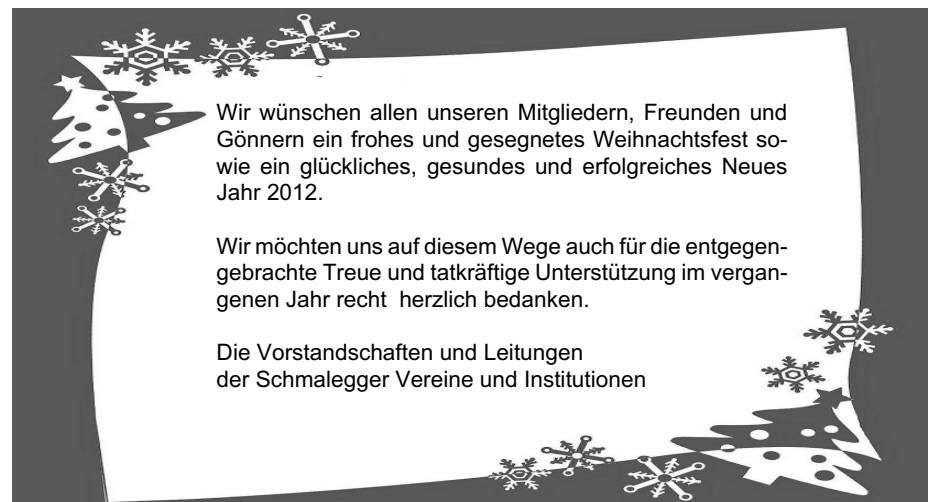 Wir wünschen allen unseren Mitgliedern, Freunden und
Gönnern ein frohes und gesegnetes Weihnachtsfest so-
wie ein glückliches, gesundes und erfolgreiches Neues
Jahr 2012.
Wir möchten uns auf diesem Wege auch für die entgegen-
gebrachte Treue und tatkräftige Unterstützung im vergan-
genen Jahr recht herzlich bedanken.
Die Vorstandschaften und Leitungen
der Schmalegger Vereine und Institutionen